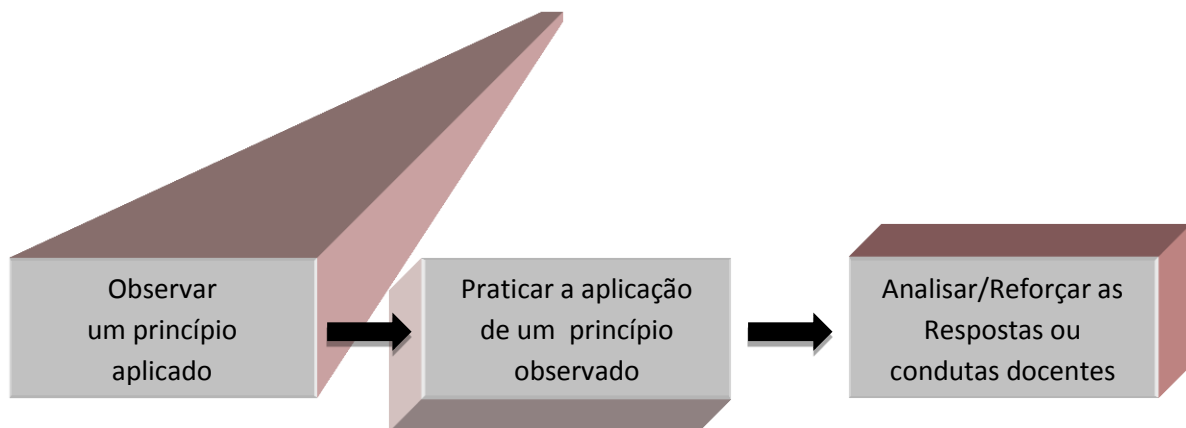 Observar
um princípio
aplicado
Praticar a aplicação
de um princípio
observado
Analisar/Reforçar as
Respostas ou
condutas docentes